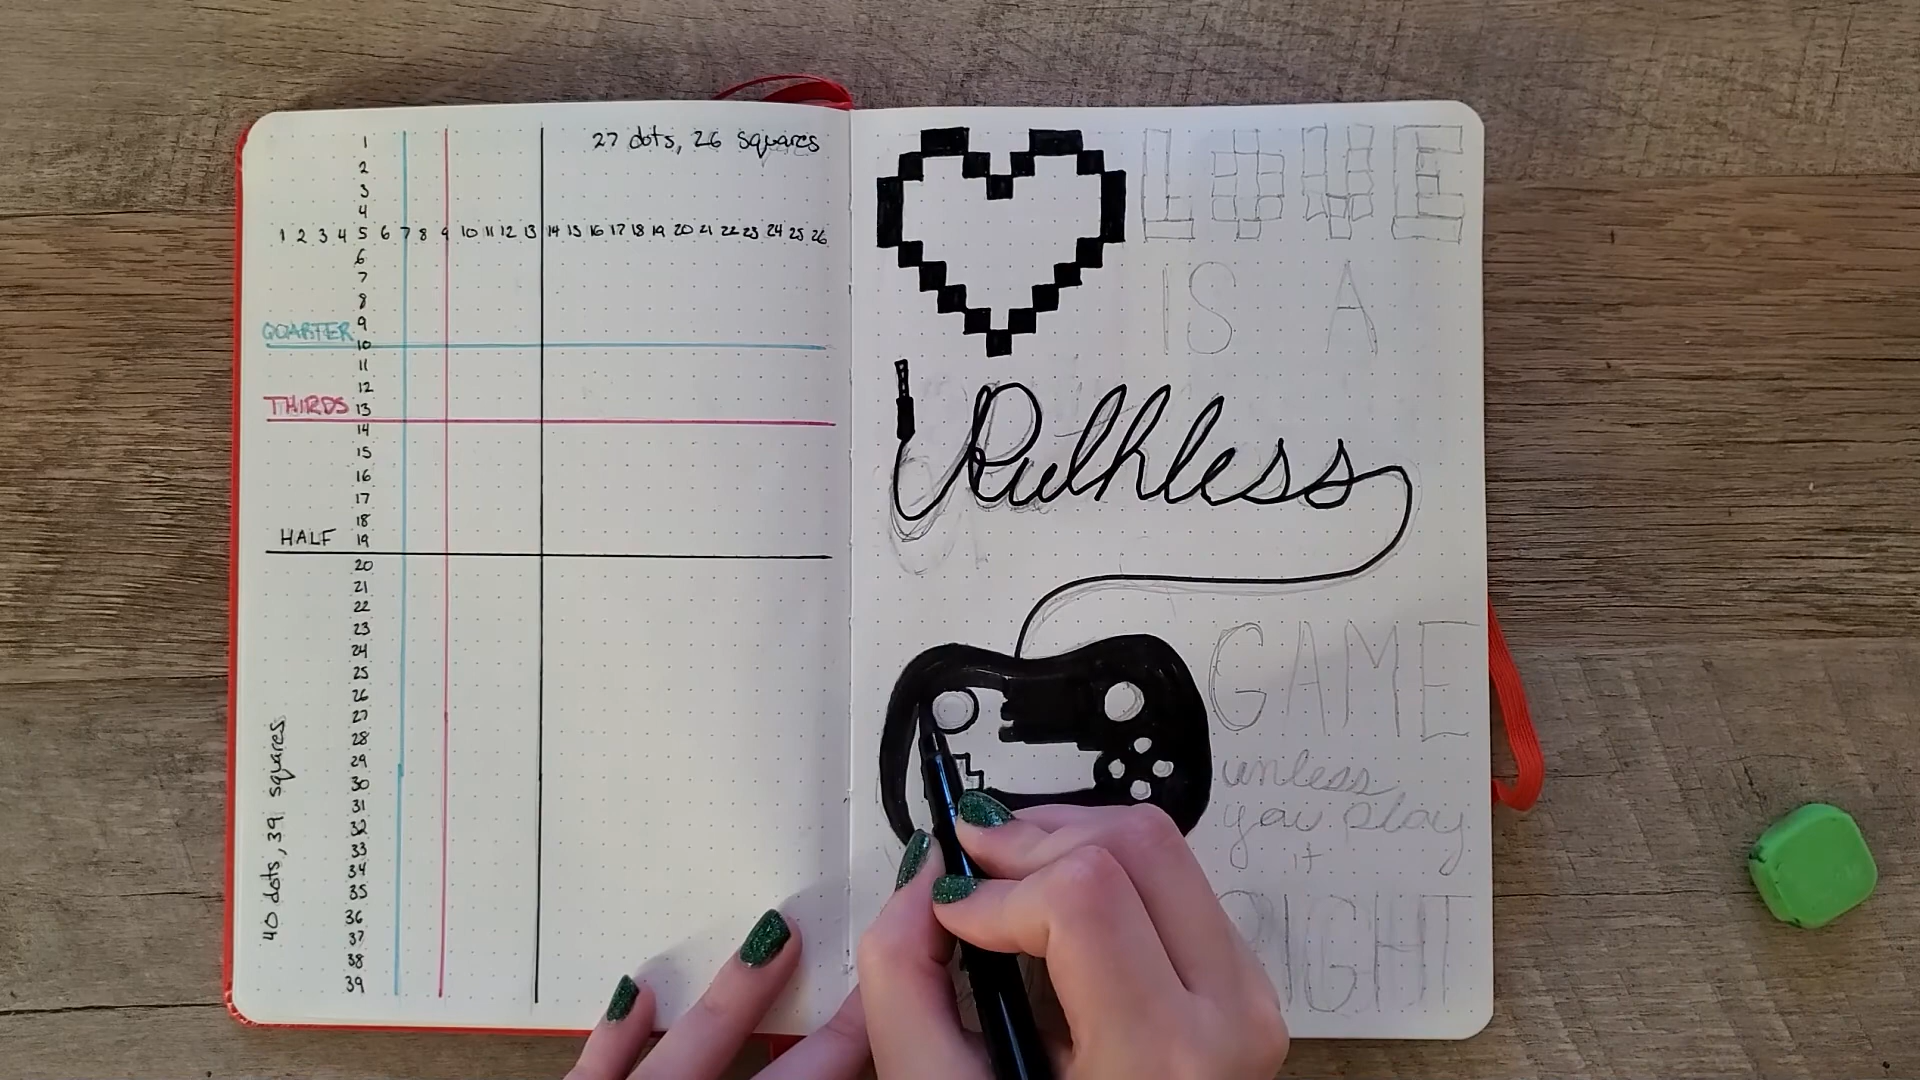 27 dots, 26 squares
1
2
3
4
1 2 3 4 5 6 7 8 9 10 11 12 13 14 15 16 17 18 19 20 21 22 23 24 25 26
6
7
8
QUARTER 9
10
11
12
THIRDS 13
14
15
16
17
18
HALF 19
20
21
22
23
24
25
26
27
28
29
30
31
32
33
34
35
36
37
38
39
40 dots, 39 squares
LOVE
IS A
Ruthless
GAME
unless
you play
it
RIGHT